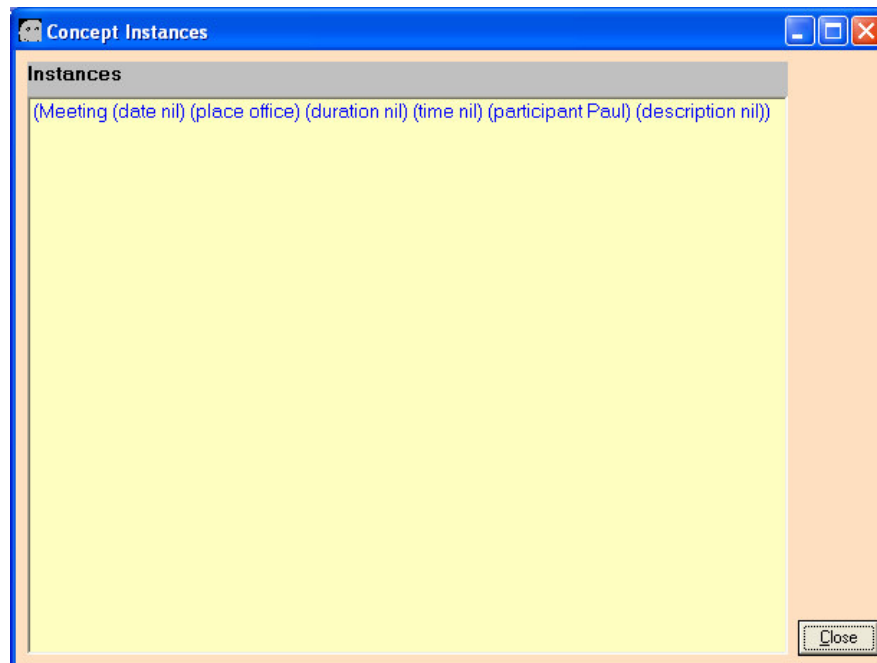 Concept Instances
Instances
(Meeting (date nil) (place office) (duration nil) (time nil) (participant Paul) (description nil))
Close